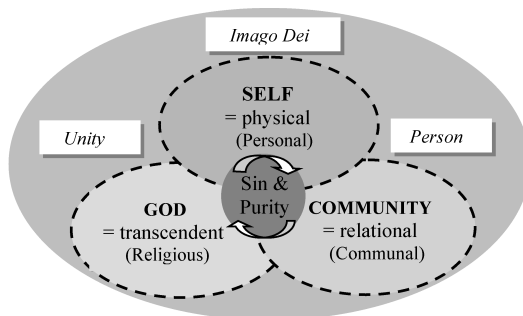 Imago Dei
SELF
= physical
(Personal)
Unity
Person
Sin &
Purity
GOD
= transcendent
(Religious)
COMMUNITY
= relational
(Communal)